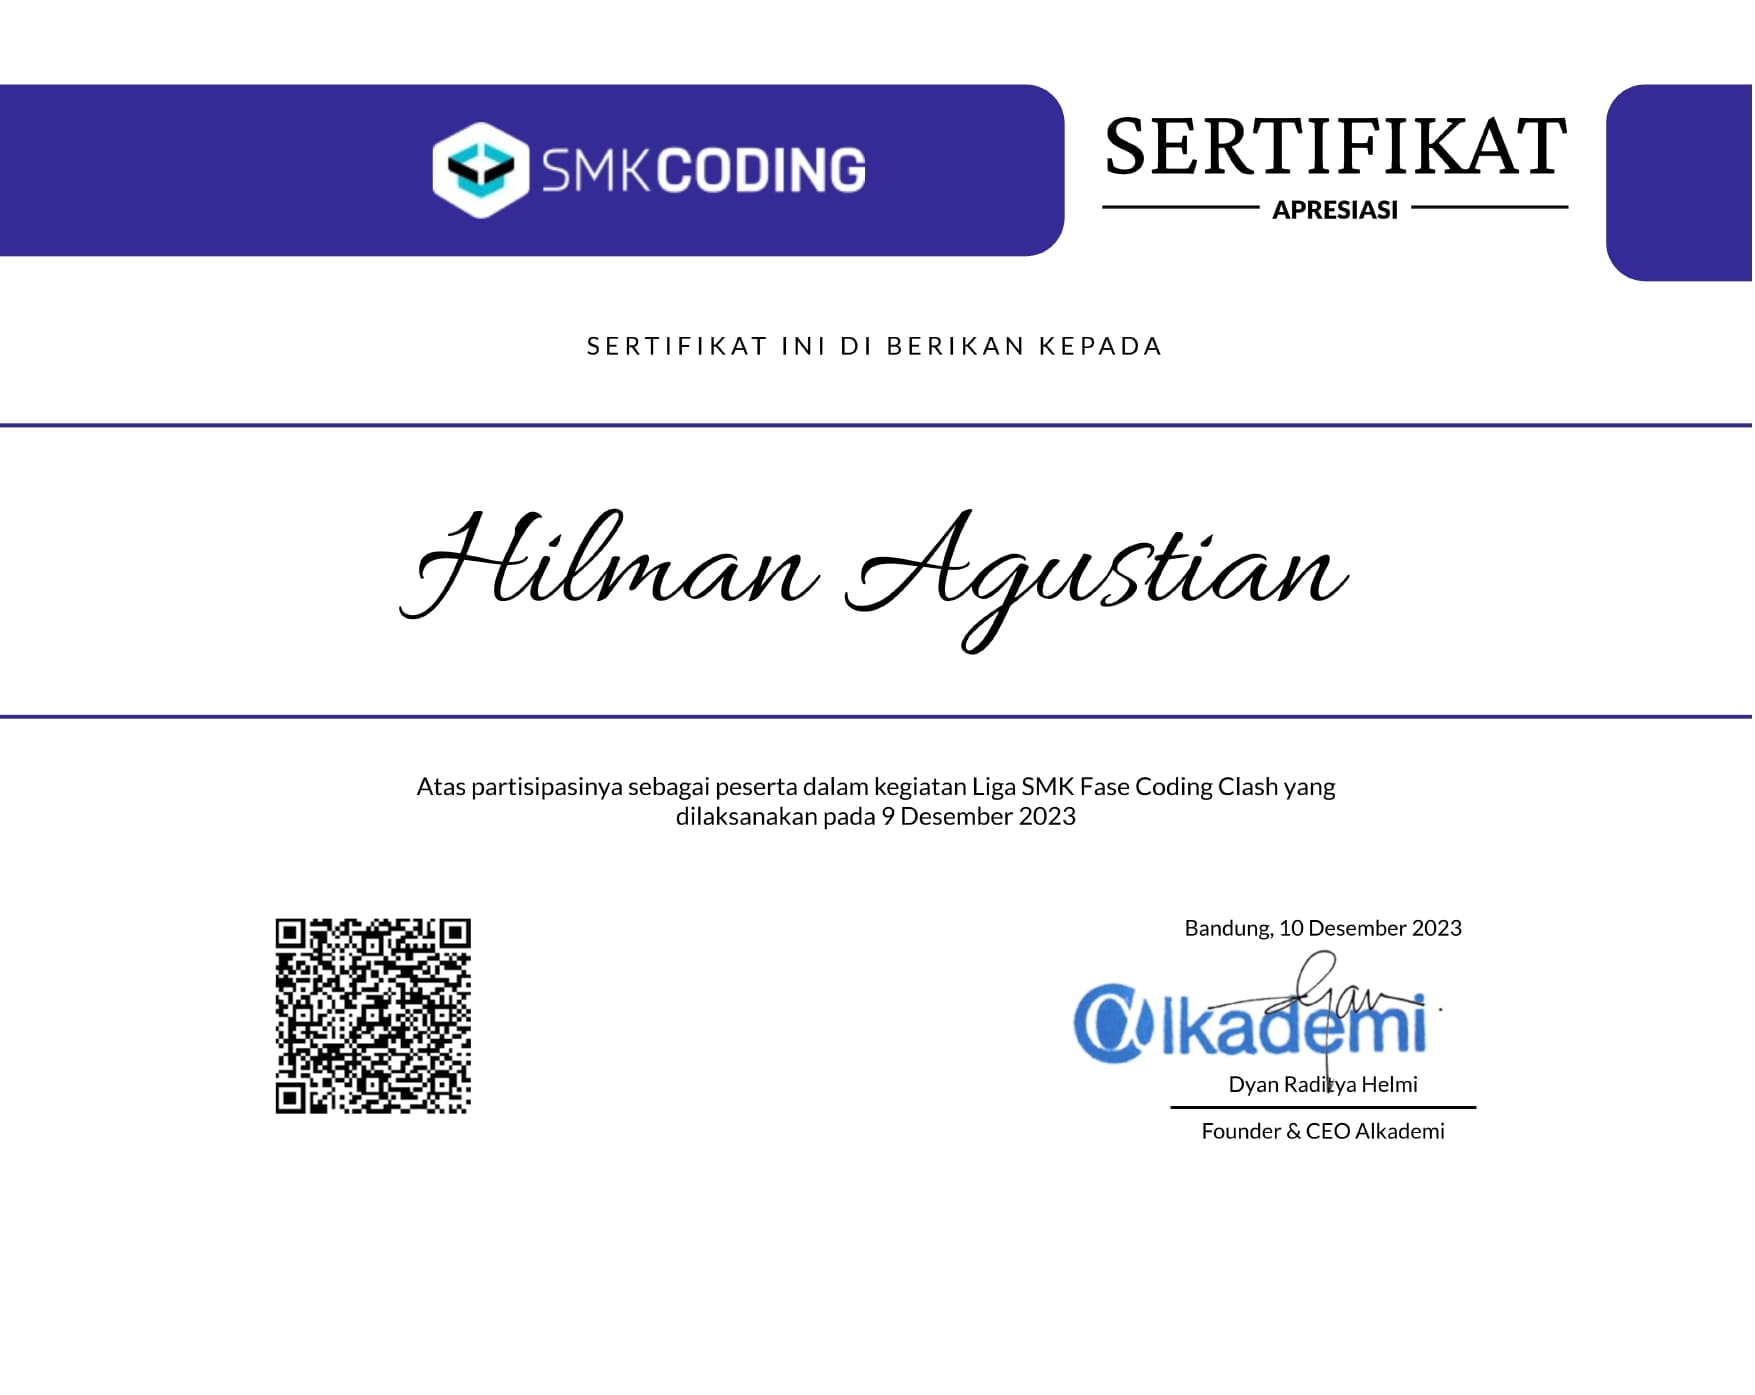 SMKCODING
SERTIFIKAT
APRESIASI
SERTIFIKAT INI DI BERIKAN KEPADA
Hilman Agustian
Atas partisipasinya sebagai peserta dalam kegiatan Liga SMK Fase Coding Clash yang
dilaksanakan pada 9 Desember 2023
Bandung, 10 Desember 2023
Alkademi
Dyan Raditya Helmi
Founder & CEO Alkademi